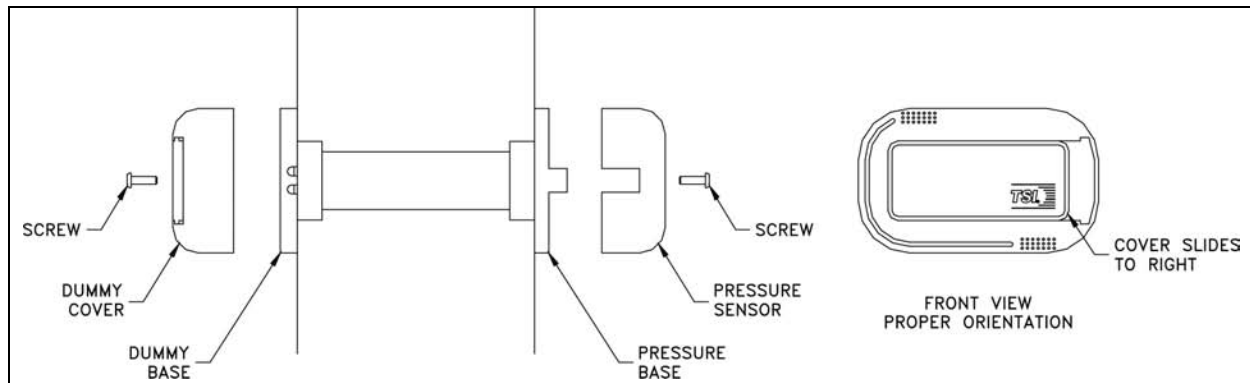 SCREW
DUMMY
COVER
DUMMY
BASE
SCREW
PRESSURE
SENSOR
PRESSURE
BASE
TSI
COVER SLIDES
TO RIGHT
FRONT VIEW
PROPER ORIENTATION